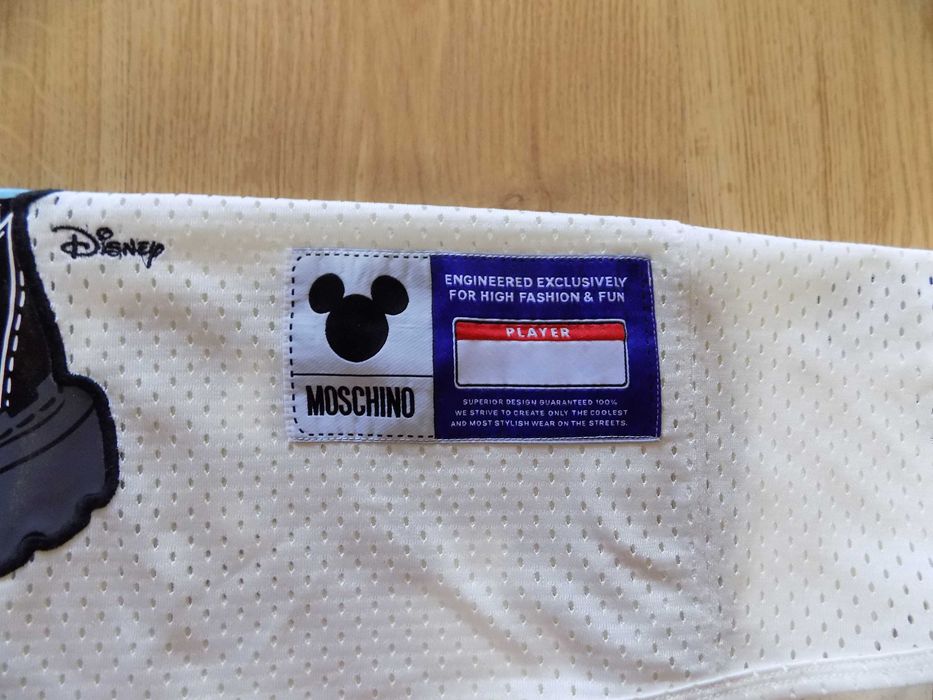 Disney
MOSCHINO
ENGINEERED EXCLUSIVELY
FOR HIGH FASHION & FUN
PLAYER
SUPERIOR DESIGN GUARANTEED 100%
WE STRIVE TO CREATE ONLY THE COOLEST
AND MOST STYLISH WEAR ON THE STREETS.